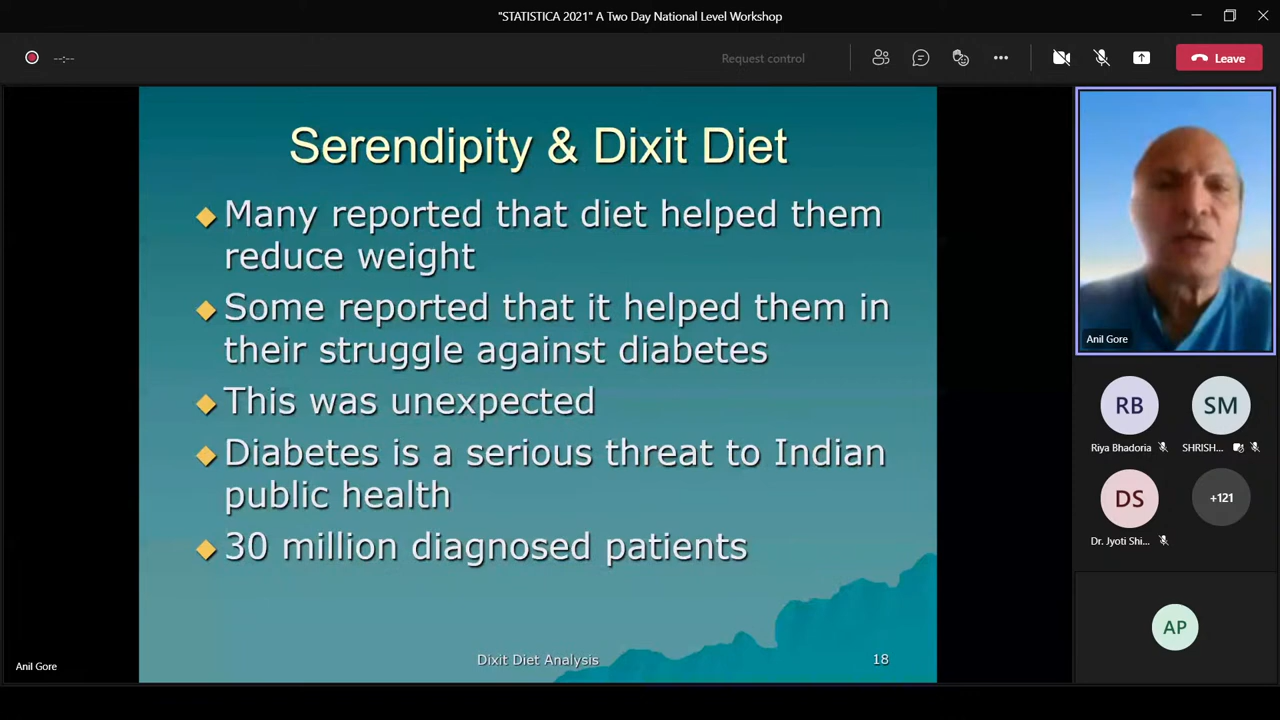 "STATISTICA 2021" A Two Day National Level Workshop
--:--
Request control
Leave
Serendipity & Dixit Diet
Many reported that diet helped them
reduce weight
Some reported that it helped them in
their struggle against diabetes
This was unexpected
Diabetes is a serious threat to Indian
public health
30 million diagnosed patients
Dixit Diet Analysis
18
Anil Gore
Anil Gore
RB
SM
Riya Bhadoria
SHRISH...
DS
+121
Dr. Jyoti Shi...
AP